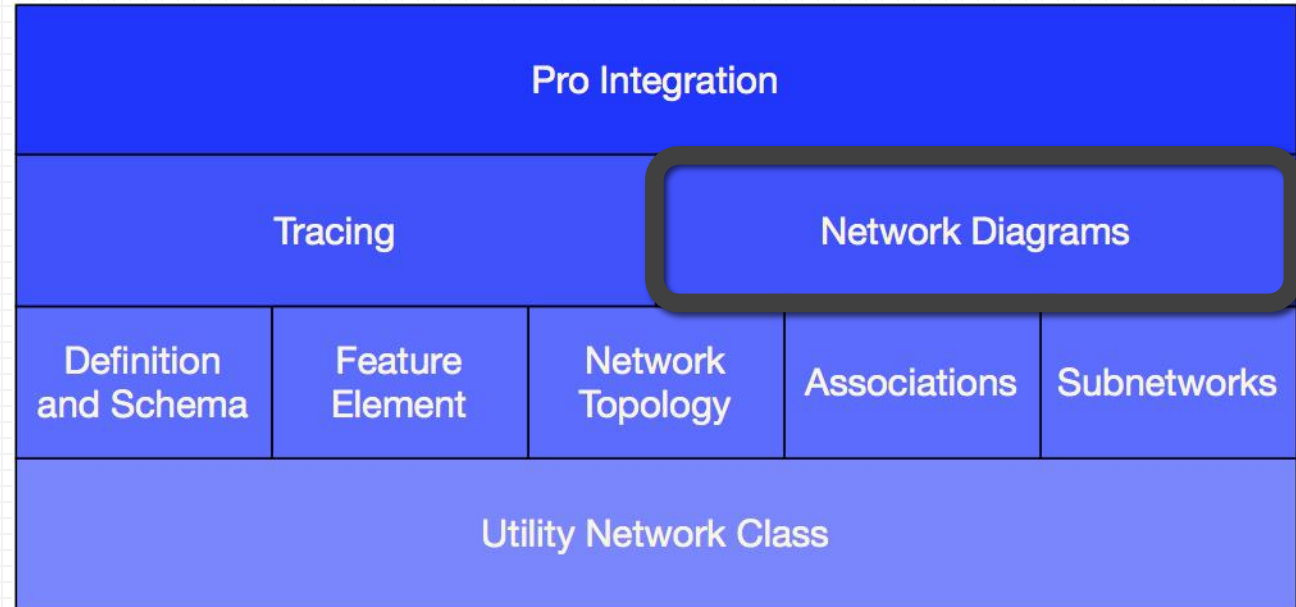 Pro Integration
Tracing
Network Diagrams
Definition
and Schema
Feature
Element
Network
Topology
Associations
Subnetworks
Utility Network Class